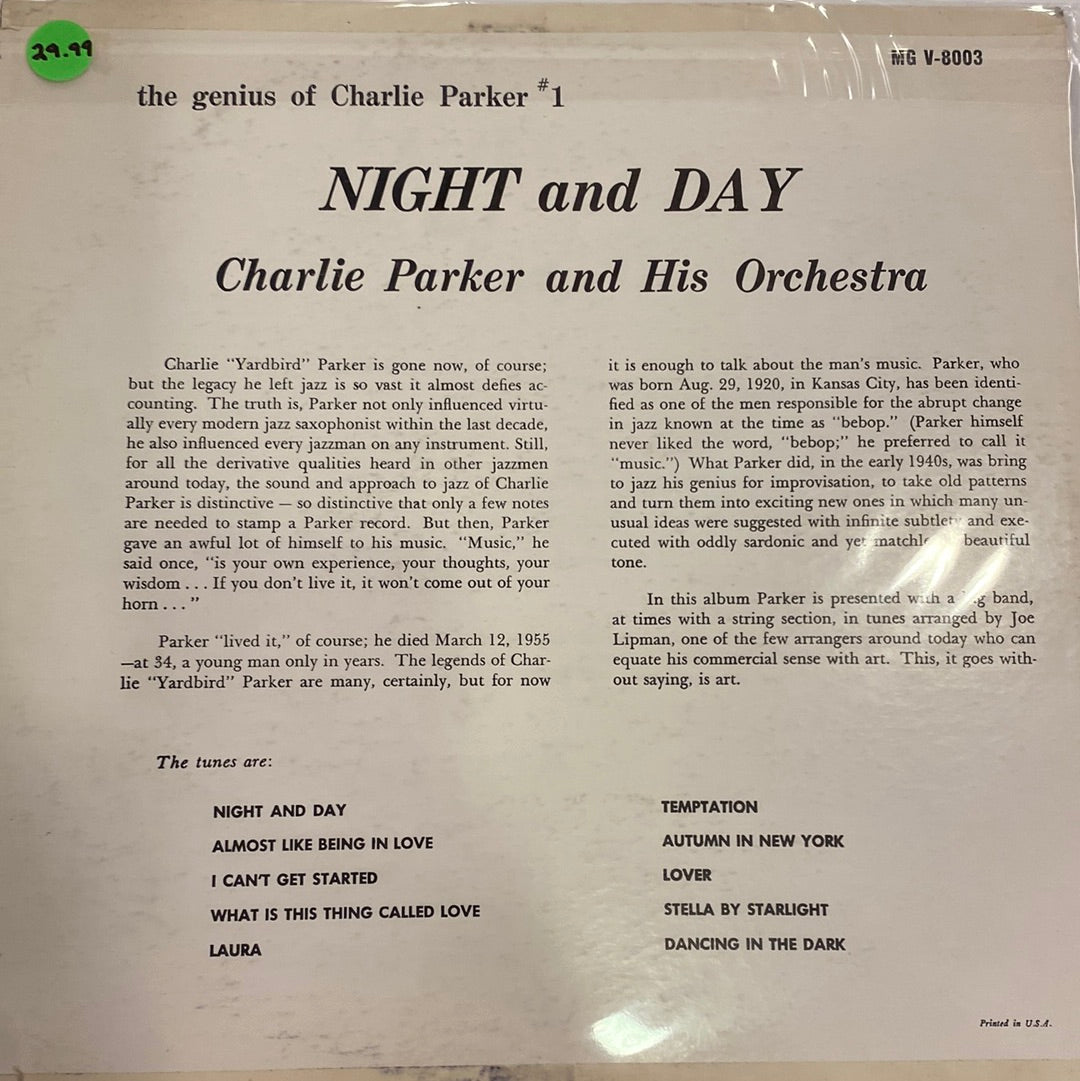 29.99
MG V-8003
the genius of Charlie Parker #1
NIGHT and DAY
Charlie Parker and His Orchestra
Charlie "Yardbird" Parker is gone now, of course;
but the legacy he left jazz is so vast it almost defies ac-
counting. The truth is, Parker not only influenced virtu-
ally every modern jazz saxophonist within the last decade,
he also influenced every jazzman on any instrument. Still,
for all the derivative qualities heard in other jazzmen
around today, the sound and approach to jazz of Charlie
Parker is distinctive — so distinctive that only a few notes
are needed to stamp a Parker record. But then, Parker
gave an awful lot of himself to his music. "Music," he
said once, "is your own experience, your thoughts, your
wisdom . . . If you don't live it, it won't come out of your
horn . . ."
Parker "lived it," of course; he died March 12, 1955
—at 34, a young man only in years. The legends of Char-
lie "Yardbird" Parker are many, certainly, but for now
it is enough to talk about the man's music. Parker, who
was born Aug. 29, 1920, in Kansas City, has been identi-
fied as one of the men responsible for the abrupt change
in jazz known at the time as "bebop." (Parker himself
never liked the word, "bebop;" he preferred to call it
"music.") What Parker did, in the early 1940s, was bring
to jazz his genius for improvisation, to take old patterns
and turn them into exciting new ones in which many un-
usual ideas were suggested with infinite subtlety and exe-
cuted with oddly sardonic and yet beautiful
tone.
In this album Parker is presented with a big band,
at times with a string section, in tunes arranged by Joe
Lipman, one of the few arrangers around today who can
equate his commercial sense with art. This, it goes with-
out saying, is art.
The tunes are:
NIGHT AND DAY
ALMOST LIKE BEING IN LOVE
I CAN'T GET STARTED
WHAT IS THIS THING CALLED LOVE
LAURA
TEMPTATION
AUTUMN IN NEW YORK
LOVER
STELLA BY STARLIGHT
DANCING IN THE DARK
Printed in U.S.A.